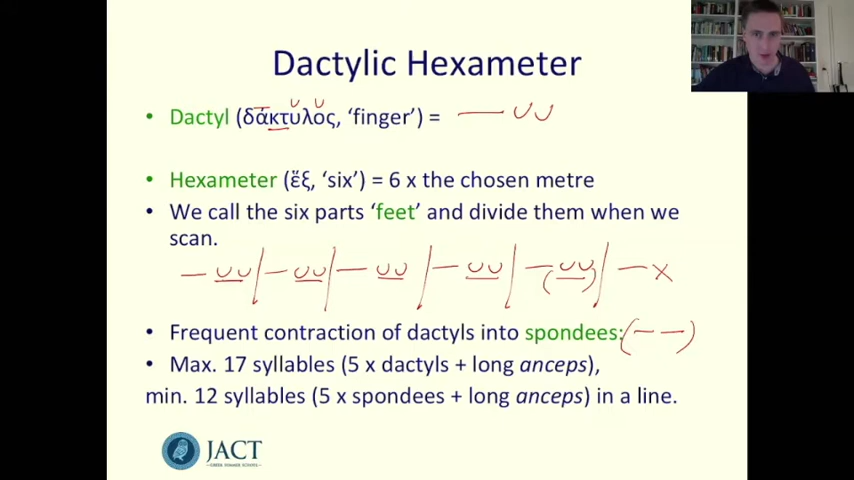 Dactylic Hexameter
• Dactyl (δάκτυλος, ‘finger’) = — ∪∪
• Hexameter (ἕξ, ‘six’) = 6 x the chosen metre
• We call the six parts ‘feet’ and divide them when we
scan.
— ∪∪ | — ∪∪ | — ∪∪ | — ∪∪ | — (∪∪) | — x
• Frequent contraction of dactyls into spondees: (— —)
• Max. 17 syllables (5 x dactyls + long anceps),
min. 12 syllables (5 x spondees + long anceps) in a line.
JACT